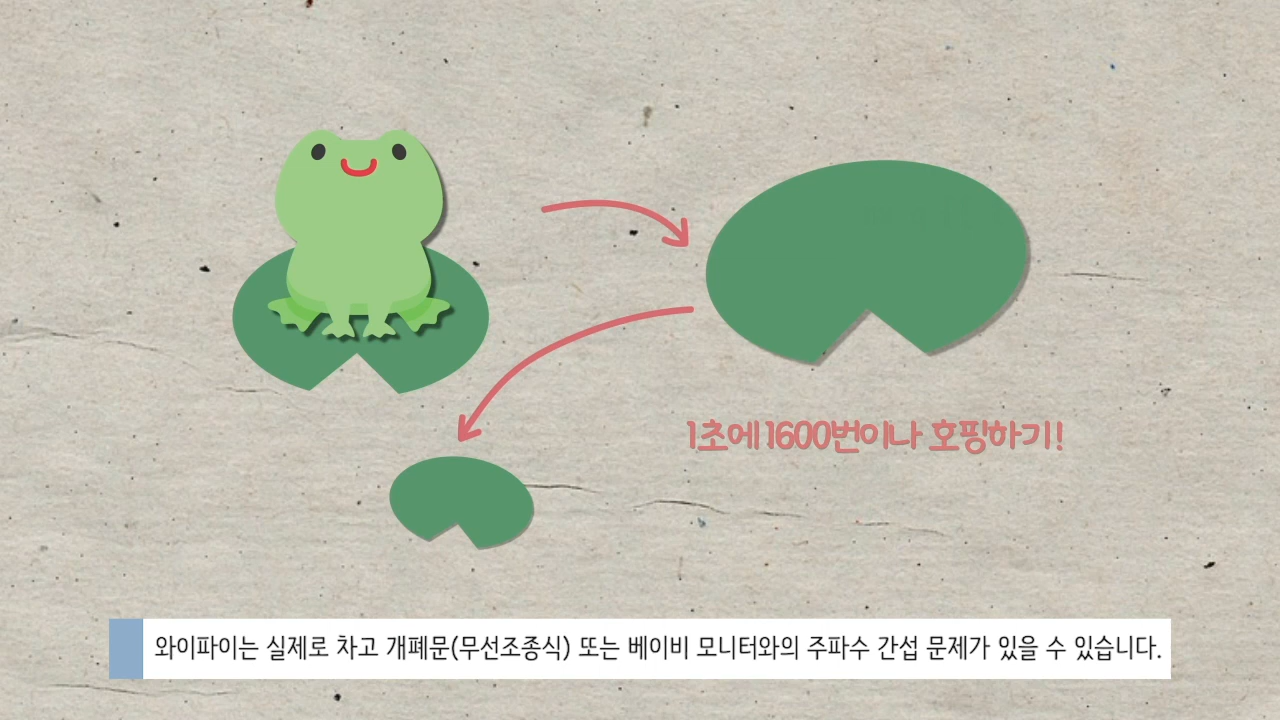 1초에 1600번이나 호핑하기!
와이파이는 실제로 차고 개폐문(무선조종식) 또는 베이비 모니터와의 주파수 간섭 문제가 있을 수 있습니다.